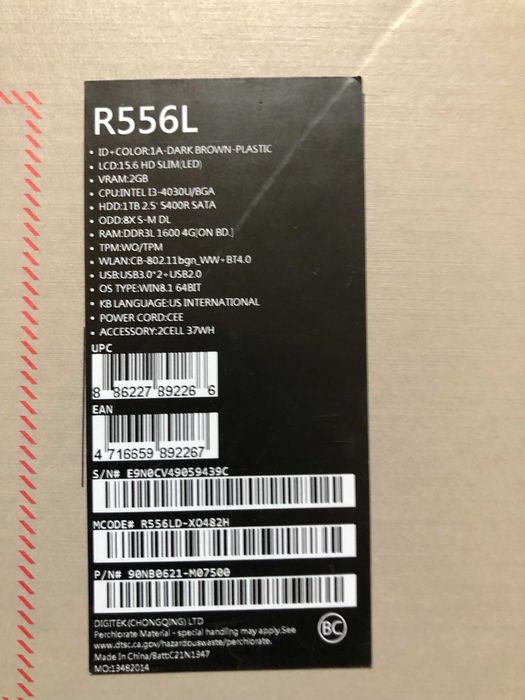 R556L
• ID+COLOR:1A-DARK BROWN-PLASTIC
• LCD:15.6 HD SLIM(LED)
• VRAM:2GB
• CPU:INTEL I3-4030U/BGA
• HDD:1TB 2.5' 5400R SATA
• ODD:8X S-M DL
• RAM:DDR3L 1600 4G[ON BD.]
• TPM:WO/TPM
• WLAN:CB-802.11bgn_WW+BT4.0
• USB:USB3.0*2+USB2.0
• OS TYPE:WIN8.1 64BIT
• KB LANGUAGE:US INTERNATIONAL
• POWER CORD:CEE
• ACCESSORY:2CELL 37WH
UPC
8 86227 89226 6
EAN
4 716659 892267
S/N# E9N0CV49059439C
MCODE# R556LD-XO482H
P/N# 90NB0621-M07500
DIGITEK(CHONGQING) LTD
Perchlorate Material - special handling may apply.See
www.dtsc.ca.gov/hazardouswaste/perchlorate.
Made in China/Batt:C21N1347
MO:13482014
BC